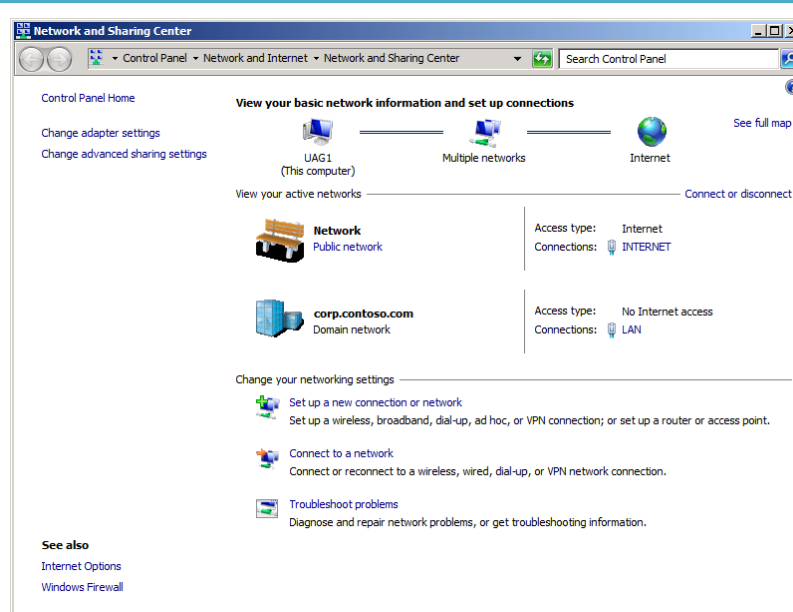 Network and Sharing Center
Control Panel Network and Internet Network and Sharing Center
Search Control Panel
Control Panel Home
Change adapter settings
Change advanced sharing settings
View your basic network information and set up connections
See full map
UAG1
(This computer)
Multiple networks
Internet
View your active networks
Connect or disconnect
Network
Public network
Access type: Internet
Connections: INTERNET
corp.contoso.com
Domain network
Access type: No Internet access
Connections: LAN
Change your networking settings
Set up a new connection or network
Set up a wireless, broadband, dial-up, ad hoc, or VPN connection; or set up a router or access point.
Connect to a network
Connect or reconnect to a wireless, wired, dial-up, or VPN network connection.
Troubleshoot problems
Diagnose and repair network problems, or get troubleshooting information.
See also
Internet Options
Windows Firewall